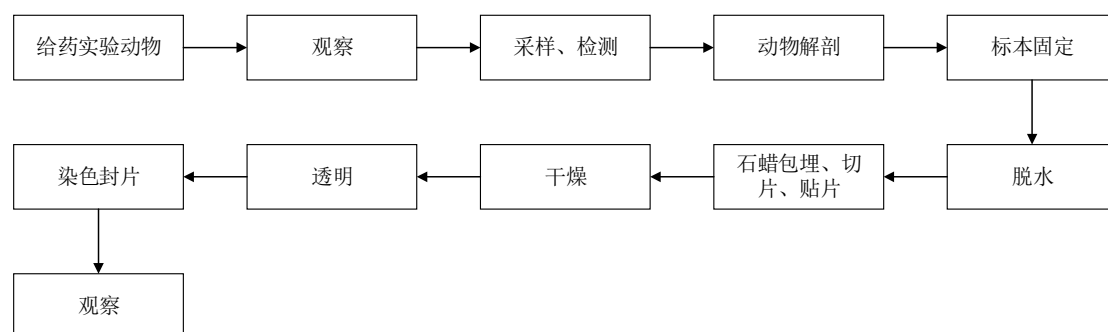 给药实验动物
观察
采样、检测
动物解剖
标本固定
脱水
石蜡包埋、切
片、贴片
干燥
透明
染色封片
观察